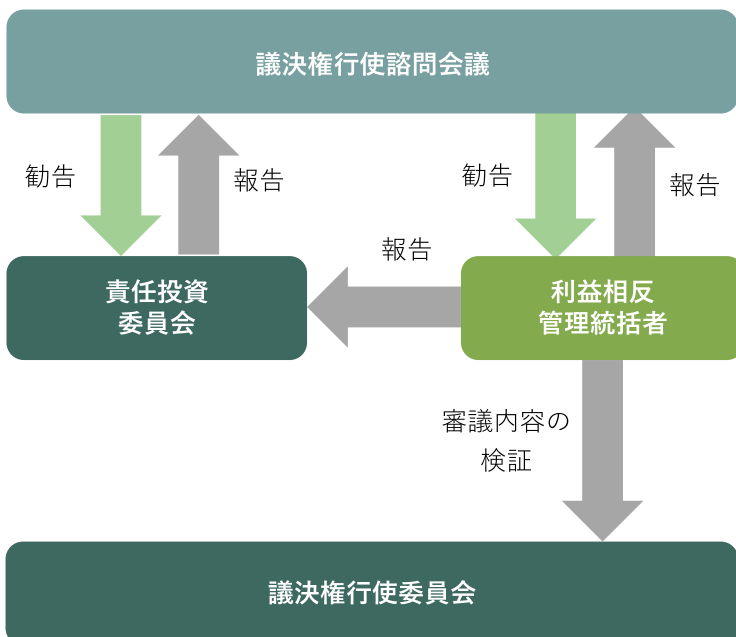 議決権行使諮問会議
勧告
報告
勧告
報告
報告
責任投資
委員会
利益相反
管理統括者
審議内容の
検証
議決権行使委員会